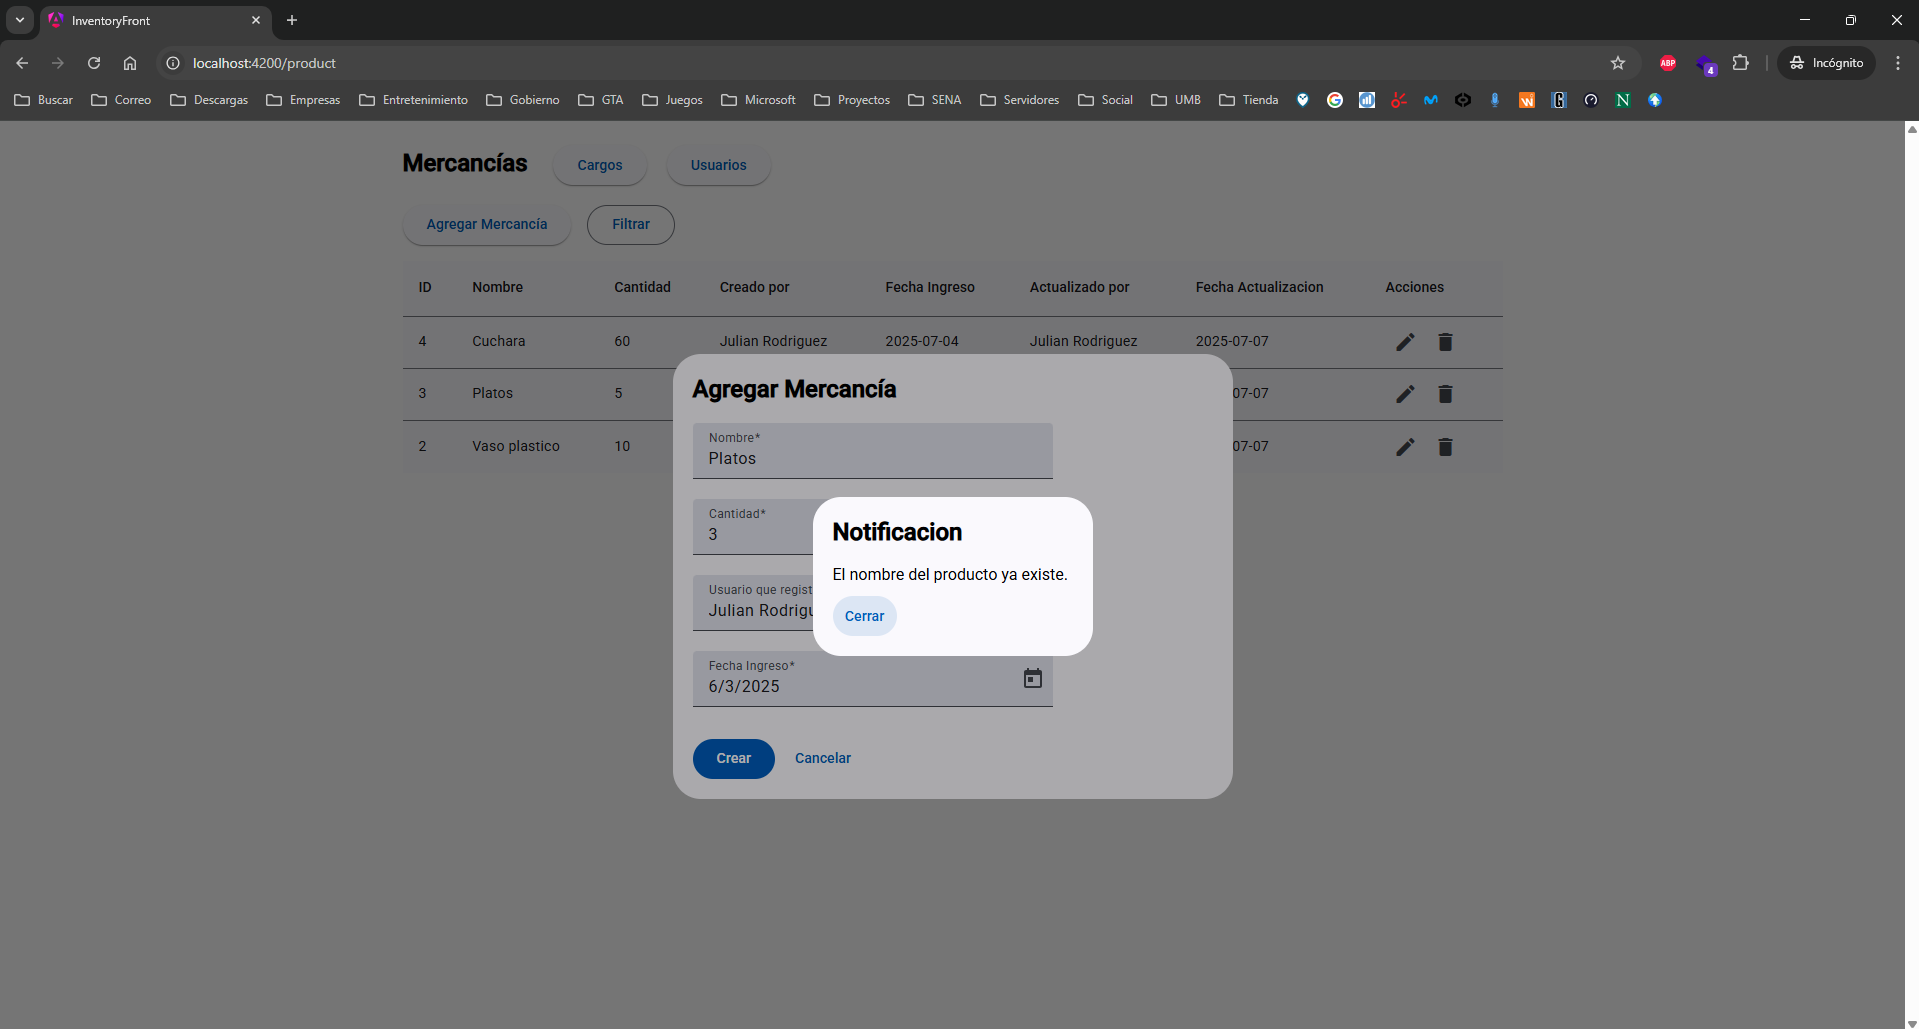 InventoryFront
localhost:4200/product
ABP
4
Incógnito
Buscar Correo Descargas Empresas Entretenimiento Gobierno GTA Juegos Microsoft Proyectos SENA Servidores Social UMB Tienda
Mercancías Cargos Usuarios
Agregar Mercancía Filtrar
ID Nombre Cantidad Creado por Fecha Ingreso Actualizado por Fecha Actualizacion Acciones
4 Cuchara 60 Julian Rodriguez 2025-07-04 Julian Rodriguez 2025-07-07
3 Platos 5 07-07
2 Vaso plastico 10 07-07
Agregar Mercancía
Nombre*
Platos
Cantidad*
3
Usuario que regist
Julian Rodrigu
Fecha Ingreso*
6/3/2025
Crear Cancelar
Notificacion
El nombre del producto ya existe.
Cerrar